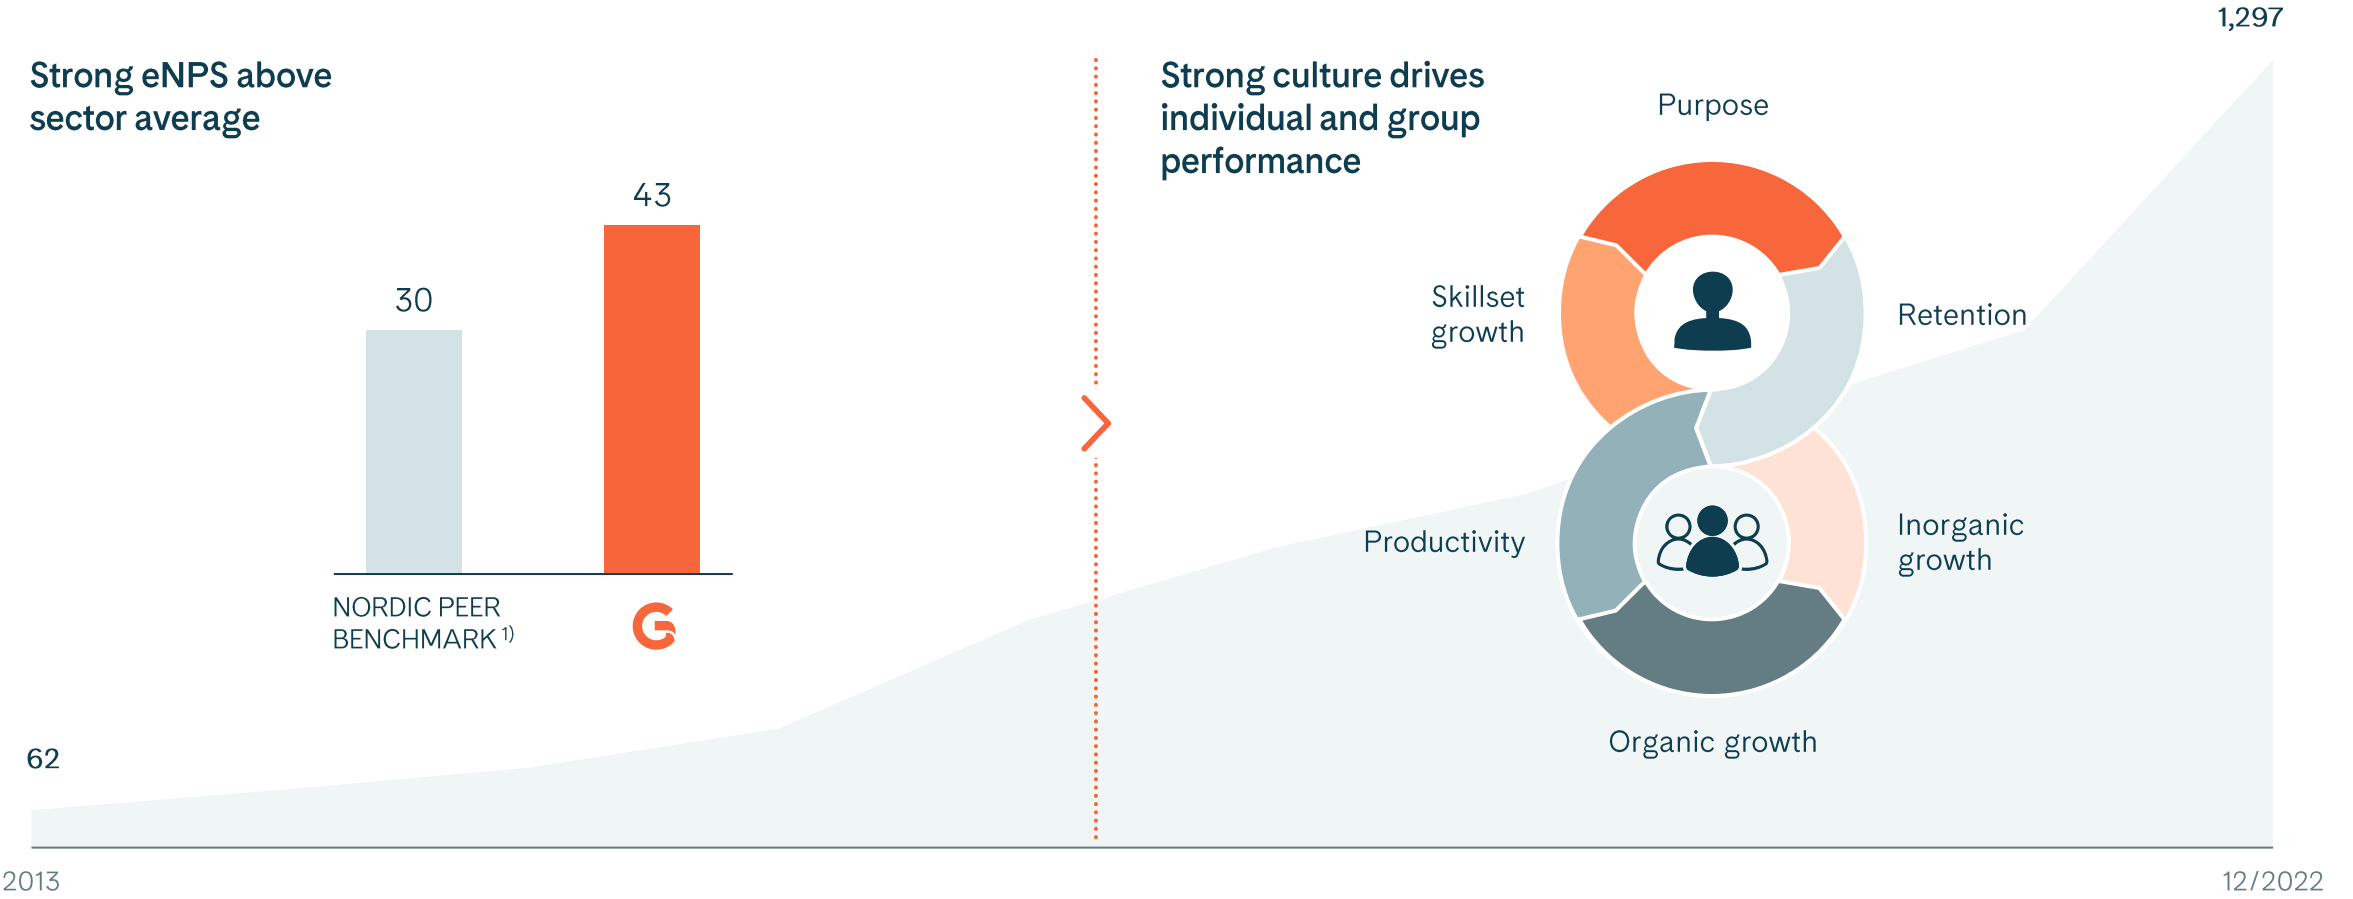 Strong eNPS above
sector average
43
30
NORDIC PEER
BENCHMARK 1)
G
62
2013
Strong culture drives
individual and group
performance
Purpose
Skillset
growth
Retention
Productivity
Inorganic
growth
Organic growth
1,297
12/2022